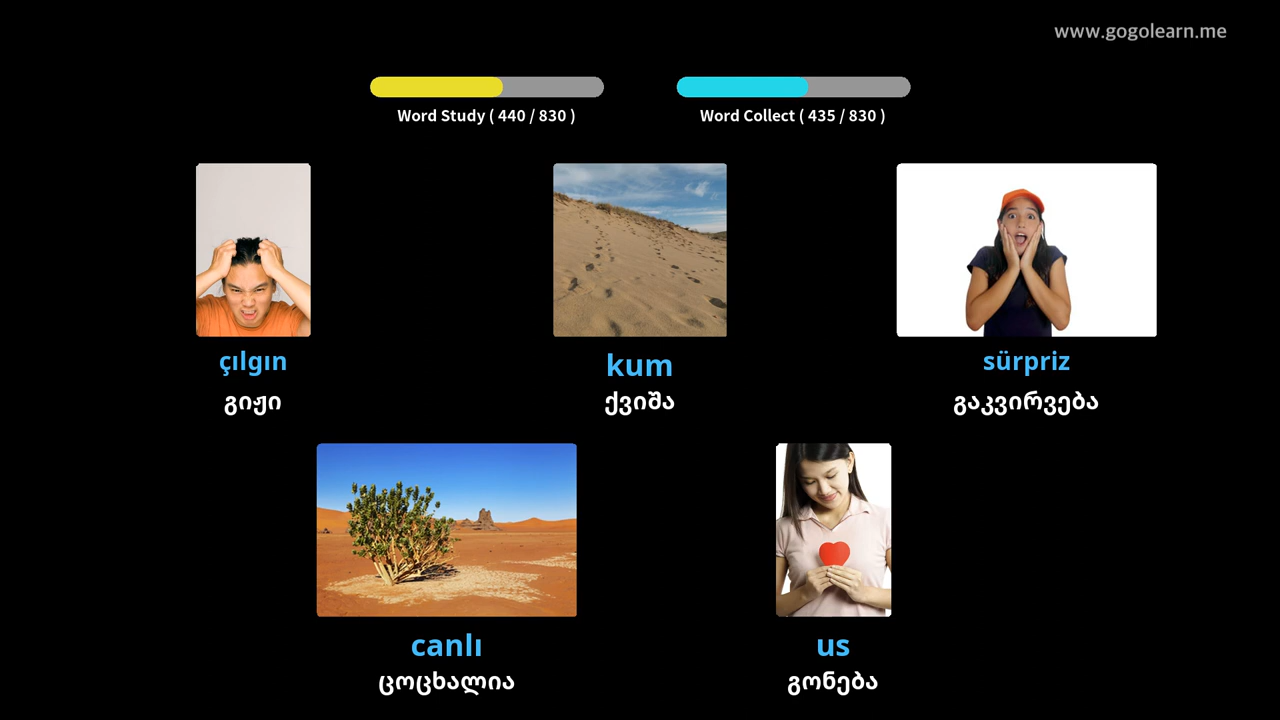 www.gogolearn.me
Word Study ( 440 / 830 )
Word Collect ( 435 / 830 )
çılgın
გიჟი
kum
ქვიშა
sürpriz
გაკვირვება
canlı
ცოცხალია
us
გონება